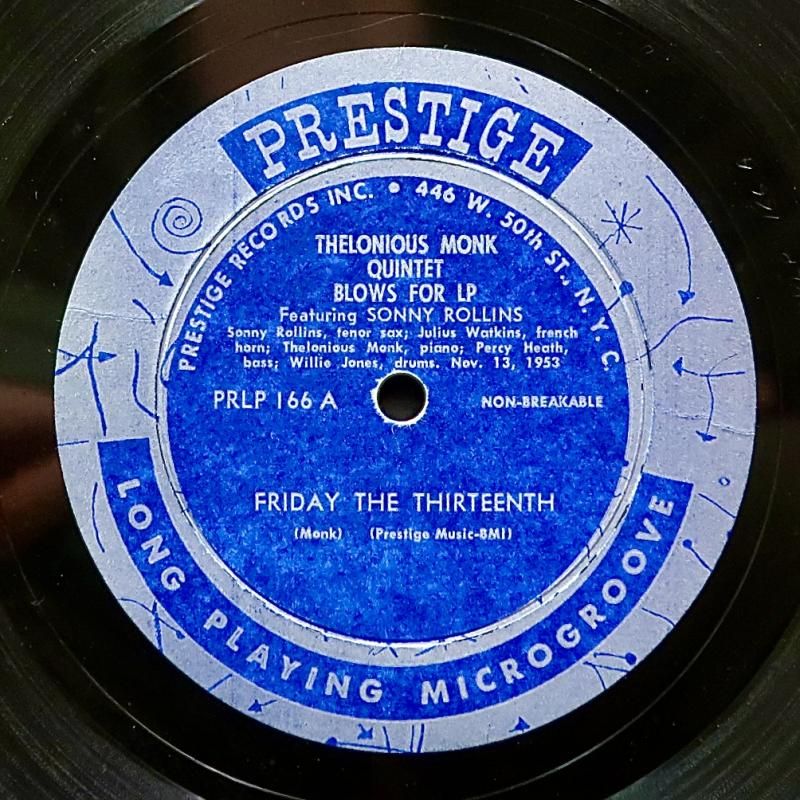 PRESTIGE
PRESTIGE RECORDS INC. • 446 W. 50th ST., N.Y.C.
THELONIOUS MONK
QUINTET
BLOWS FOR LP
Featuring SONNY ROLLINS
Sonny Rollins, tenor sax; Julius Watkins, french
horn; Thelonious Monk, piano; Percy Heath,
bass; Willie Jones, drums. Nov. 13, 1953
PRLP 166 A
NON-BREAKABLE
FRIDAY THE THIRTEENTH
(Monk) (Prestige Music-BMI)
LONG PLAYING MICROGROOVE